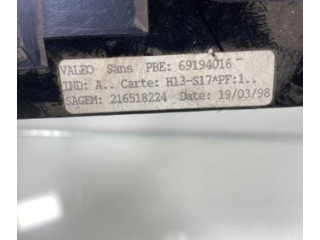 VALEO Sans PBE: 69194016-
IND: A.. Carte: H13-S17*PF:1..
SAGEM: 216518224 Date: 19/03/98